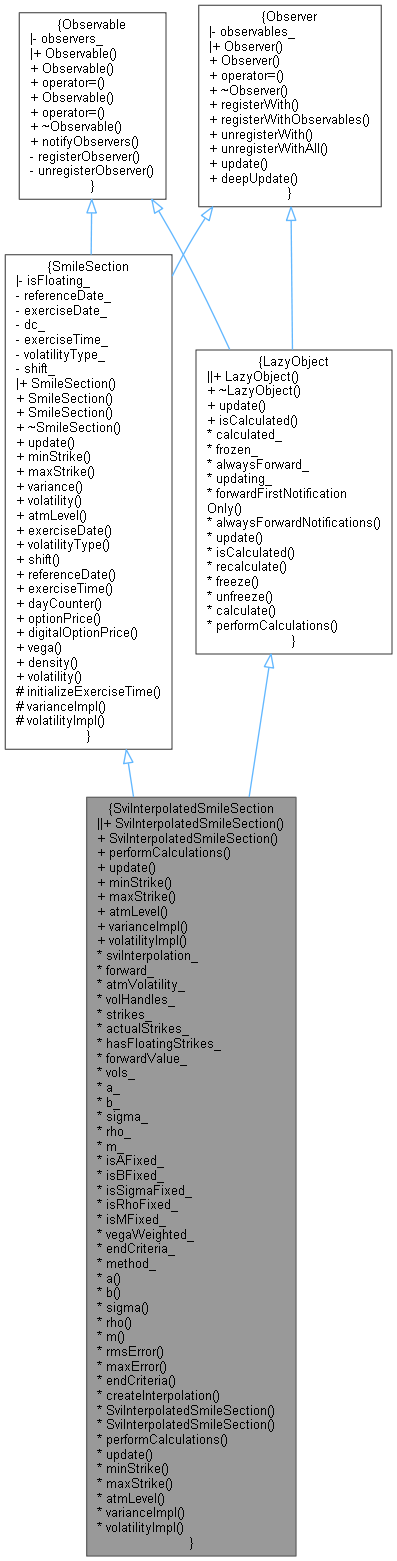 {Observable
|- observers_
|+ Observable()
+ Observable()
+ operator=()
+ Observable()
+ operator=()
+ ~Observable()
+ notifyObservers()
- registerObserver()
- unregisterObserver()
}
{Observer
|- observables_
|+ Observer()
+ Observer()
+ operator=()
+ ~Observer()
+ registerWith()
+ registerWithObservables()
+ unregisterWith()
+ unregisterWithAll()
+ update()
+ deepUpdate()
}
{SmileSection
|- isFloating_
- referenceDate_
- exerciseDate_
- dc_
- exerciseTime_
- volatilityType_
- shift_
|+ SmileSection()
+ SmileSection()
+ SmileSection()
+ ~SmileSection()
+ update()
+ minStrike()
+ maxStrike()
+ variance()
+ volatility()
+ atmLevel()
+ exerciseDate()
+ volatilityType()
+ shift()
+ referenceDate()
+ exerciseTime()
+ dayCounter()
+ optionPrice()
+ digitalOptionPrice()
+ vega()
+ density()
+ volatility()
# initializeExerciseTime()
# varianceImpl()
# volatilityImpl()
}
{LazyObject
||+ LazyObject()
+ ~LazyObject()
+ update()
+ isCalculated()
* calculated_
* frozen_
* alwaysForward_
* updating_
* forwardFirstNotification
Only()
* alwaysForwardNotifications()
* update()
* isCalculated()
* recalculate()
* freeze()
* unfreeze()
* calculate()
* performCalculations()
}
{SviInterpolatedSmileSection
||+ SviInterpolatedSmileSection()
+ SviInterpolatedSmileSection()
+ performCalculations()
+ update()
+ minStrike()
+ maxStrike()
+ atmLevel()
+ varianceImpl()
+ volatilityImpl()
* sviInterpolation_
* forward_
* atmVolatility_
* volHandles_
* strikes_
* actualStrikes_
* hasFloatingStrikes_
* forwardValue_
* vols_
* a_
* b_
* sigma_
* rho_
* m_
* isAFixed_
* isBFixed_
* isSigmaFixed_
* isRhoFixed_
* isMFixed_
* vegaWeighted_
* endCriteria_
* method_
* a()
* b()
* sigma()
* rho()
* m()
* rmsError()
* maxError()
* endCriteria()
* createInterpolation()
* SviInterpolatedSmileSection()
* SviInterpolatedSmileSection()
* performCalculations()
* update()
* minStrike()
* maxStrike()
* atmLevel()
* varianceImpl()
* volatilityImpl()
}